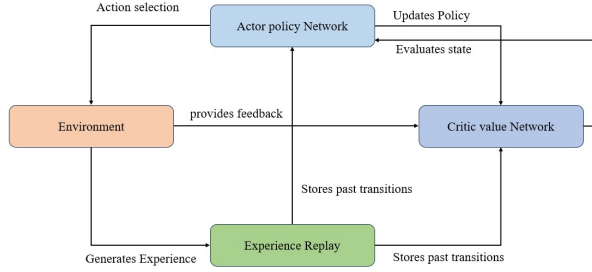 Action selection
Updates Policy
Actor policy Network
Evaluates state
provides feedback
Environment
Critic value Network
Stores past transitions
Experience Replay
Generates Experience
Stores past transitions